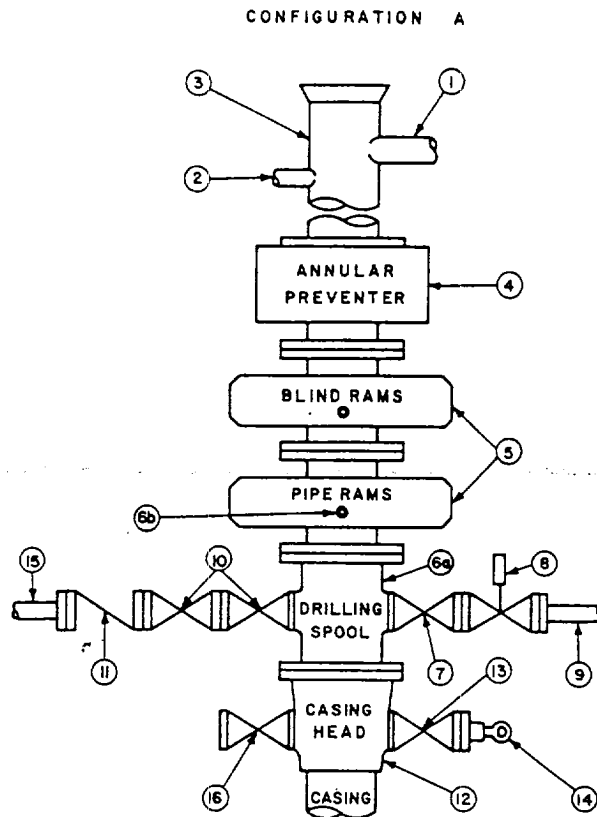 CONFIGURATION A
3
1
2
ANNULAR
PREVENTER
4
BLIND RAMS
5
PIPE RAMS
6b
15
10
6a
8
DRILLING
SPOOL
11
7
9
13
CASING
HEAD
16
12
14
CASING